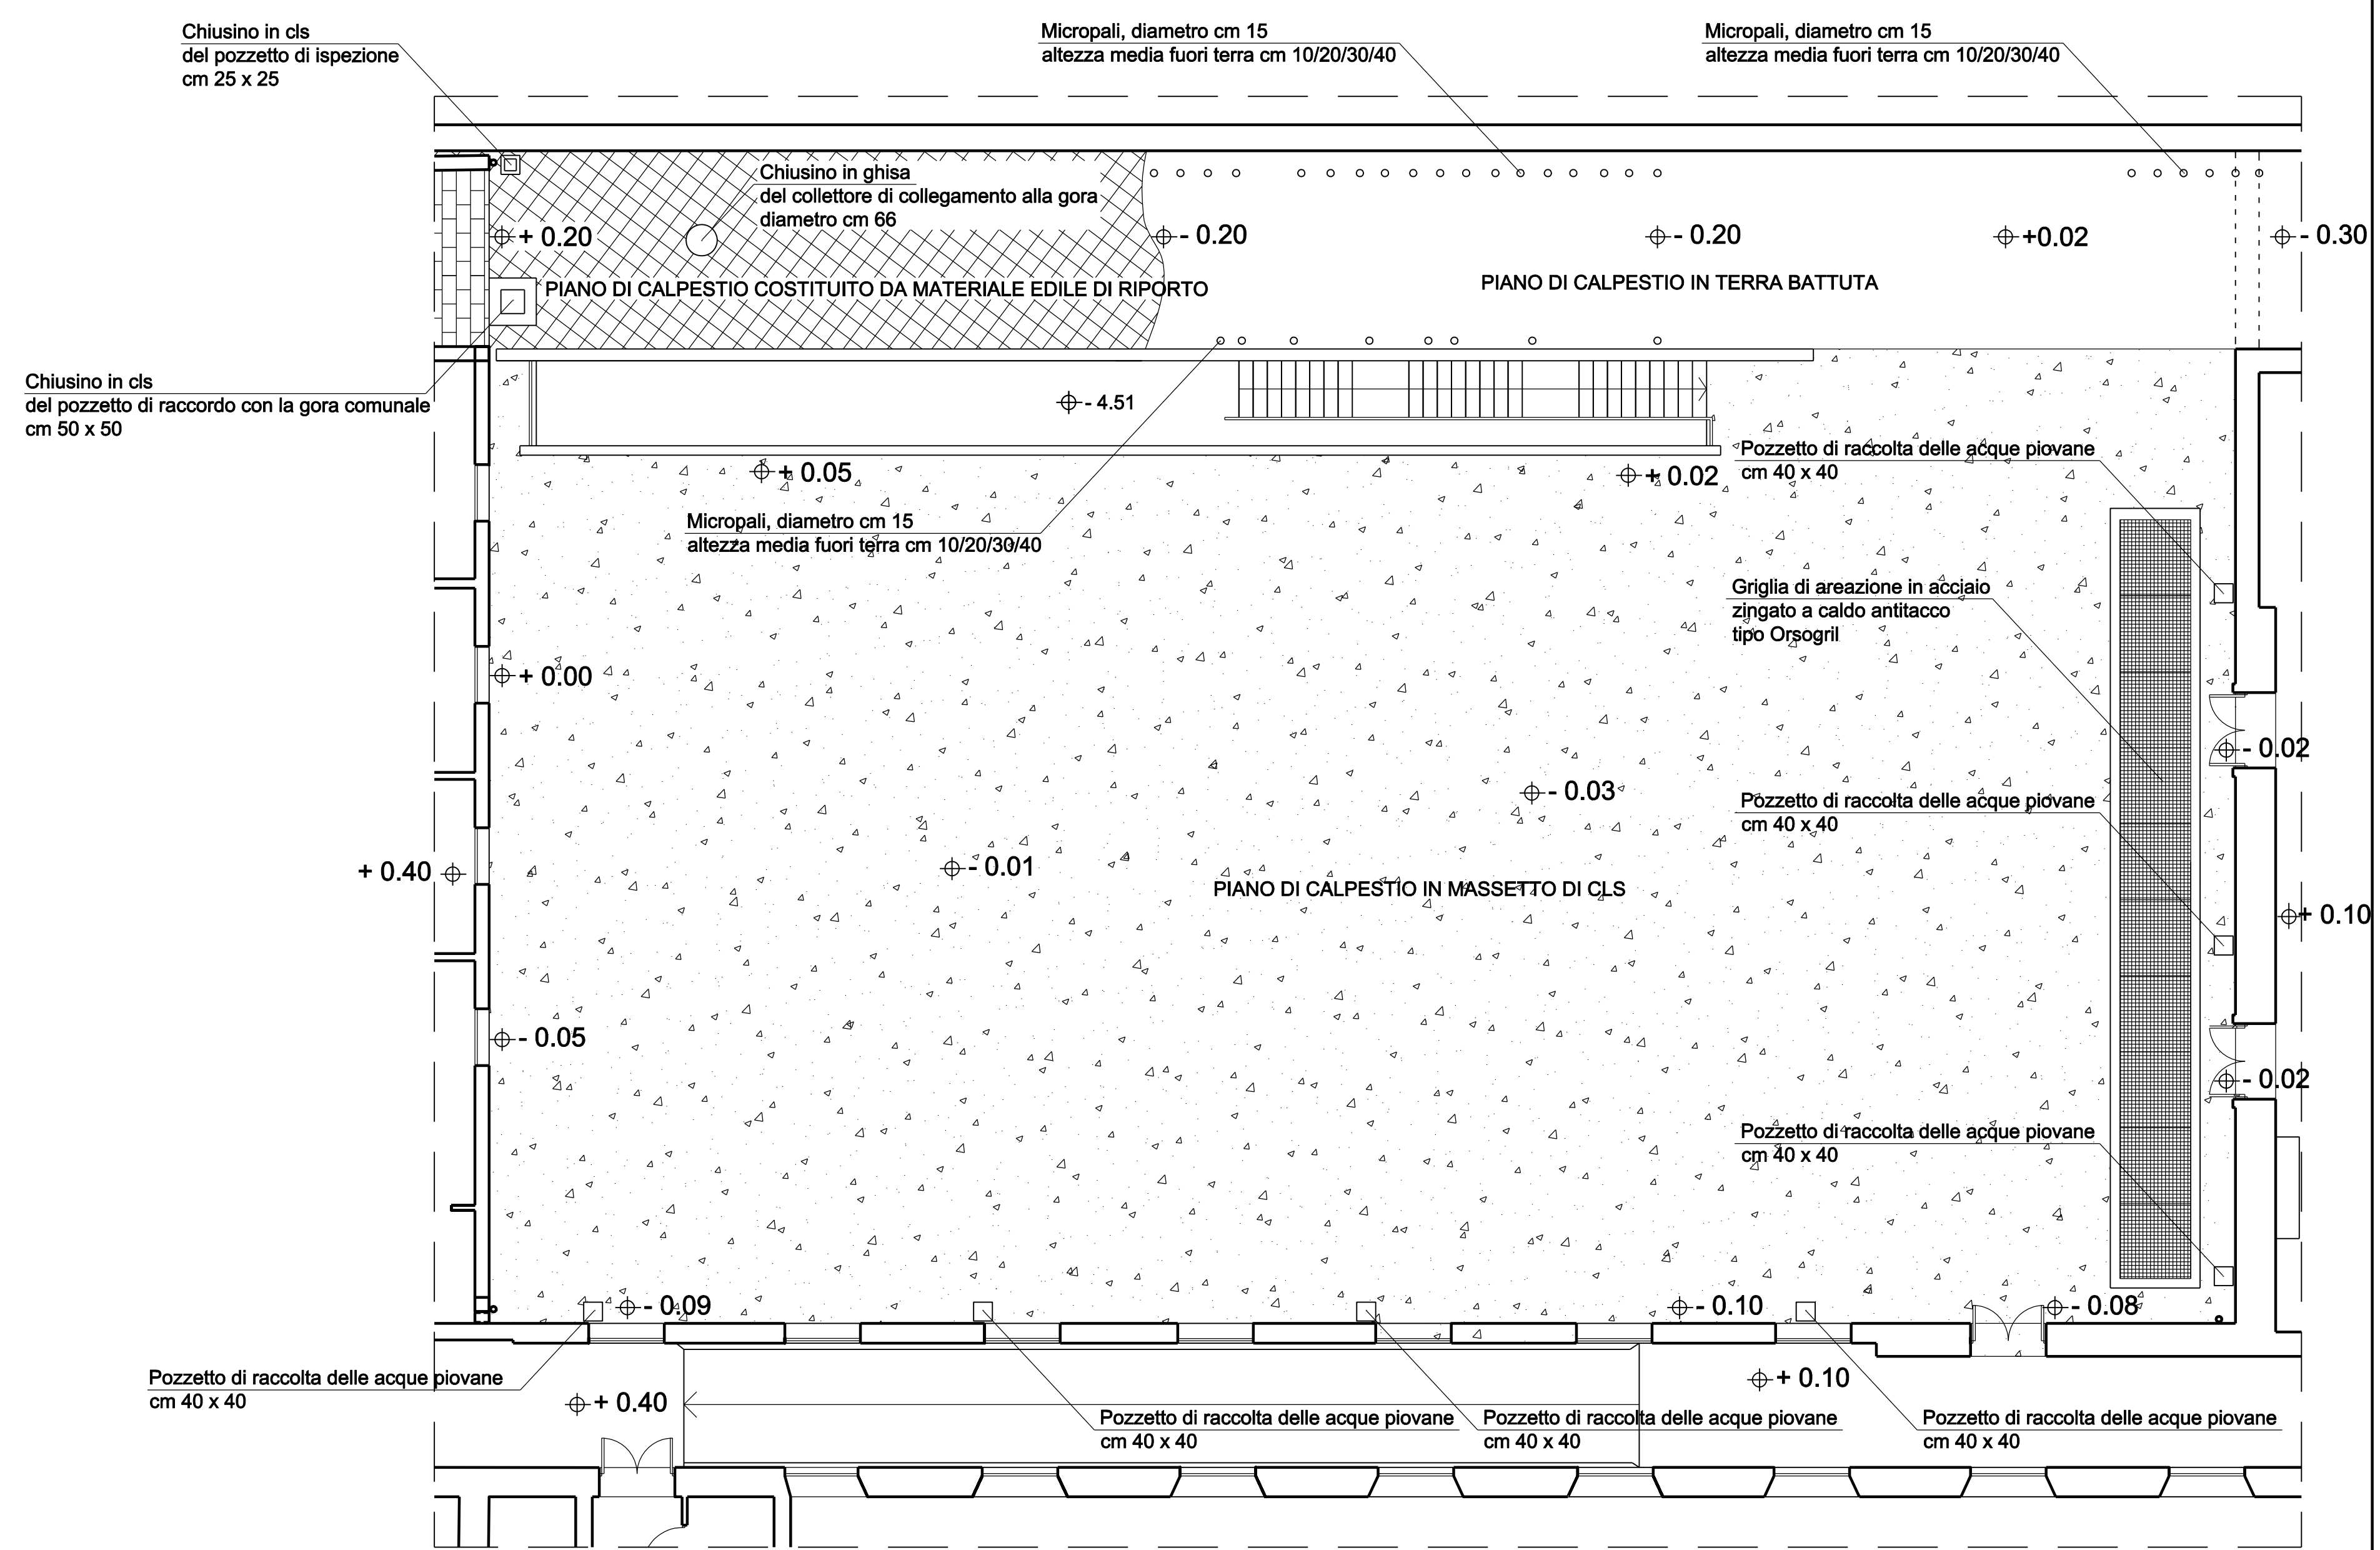 Chiusino in cls
del pozzetto di ispezione
cm 25 x 25
Micropali, diametro cm 15
altezza media fuori terra cm 10/20/30/40
Micropali, diametro cm 15
altezza media fuori terra cm 10/20/30/40
Chiusino in ghisa
del collettore di collegamento alla gora
diametro cm 66
+ 0.20
- 0.20
- 0.20
+0.02
- 0.30
PIANO DI CALPESTIO COSTITUITO DA MATERIALE EDILE DI RIPORTO
PIANO DI CALPESTIO IN TERRA BATTUTA
Chiusino in cls
del pozzetto di raccordo con la gora comunale
cm 50 x 50
- 4.51
+ 0.05
+ 0.02
Pozzetto di raccolta delle acque piovane
cm 40 x 40
Micropali, diametro cm 15
altezza media fuori terra cm 10/20/30/40
Griglia di areazione in acciaio
zingato a caldo antitacco
tipo Orsogril
+ 0.00
- 0.02
- 0.03
Pozzetto di raccolta delle acque piovane
cm 40 x 40
+ 0.40
- 0.01
PIANO DI CALPESTIO IN MASSETTO DI CLS
+ 0.10
- 0.05
- 0.02
Pozzetto di raccolta delle acque piovane
cm 40 x 40
- 0.09
- 0.10
- 0.08
Pozzetto di raccolta delle acque piovane
cm 40 x 40
+ 0.40
+ 0.10
Pozzetto di raccolta delle acque piovane
cm 40 x 40
Pozzetto di raccolta delle acque piovane
cm 40 x 40
Pozzetto di raccolta delle acque piovane
cm 40 x 40